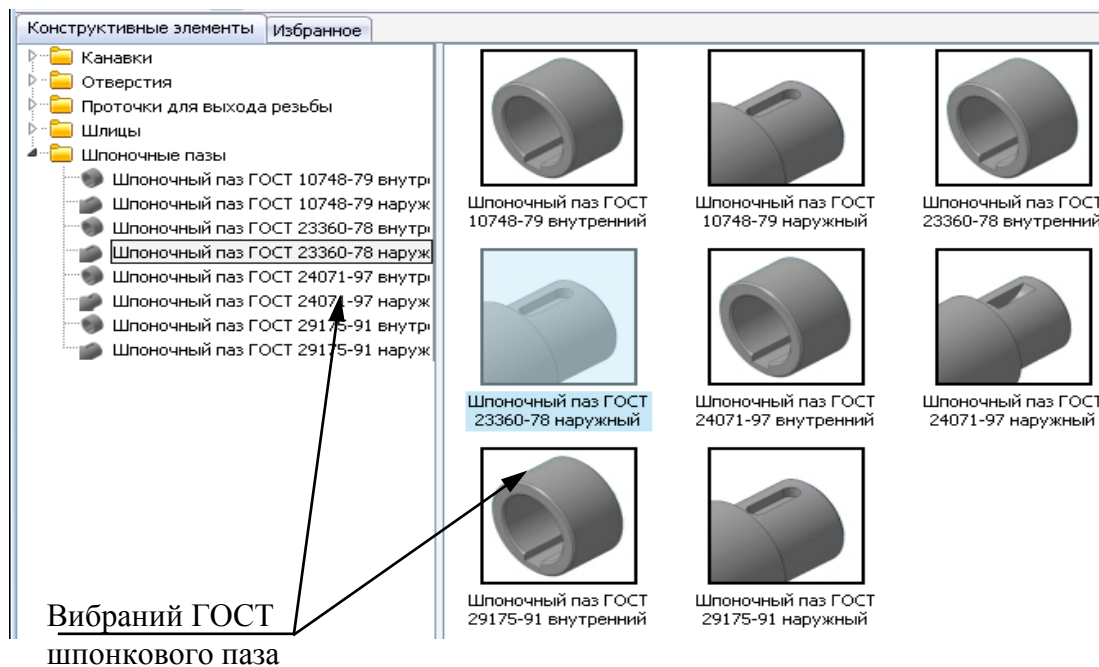 Конструктивные элементы
Избранное
Канавки
Отверстия
Проточки для выхода резьбы
Шлицы
Шпоночные пазы
Шпоночный паз ГОСТ 10748-79 внутр
Шпоночный паз ГОСТ 10748-79 наруж
Шпоночный паз ГОСТ 23360-78 внутр
Шпоночный паз ГОСТ 23360-78 наруж
Шпоночный паз ГОСТ 24071-97 внутр
Шпоночный паз ГОСТ 24071-97 наруж
Шпоночный паз ГОСТ 29175-91 внутр
Шпоночный паз ГОСТ 29175-91 наруж
Шпоночный паз ГОСТ
10748-79 внутренний
Шпоночный паз ГОСТ
10748-79 наружный
Шпоночный паз ГОСТ
23360-78 внутренний
Шпоночный паз ГОСТ
23360-78 наружный
Шпоночный паз ГОСТ
24071-97 внутренний
Шпоночный паз ГОСТ
24071-97 наружный
Шпоночный паз ГОСТ
29175-91 внутренний
Шпоночный паз ГОСТ
29175-91 наружный
Вибраний ГОСТ
шпонкового паза